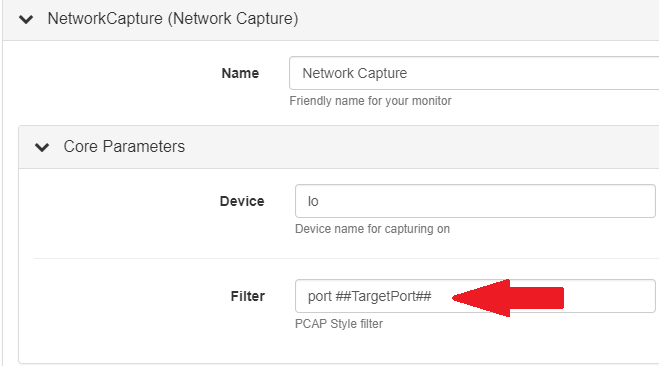 NetworkCapture (Network Capture)
Name
Network Capture
Friendly name for your monitor
Core Parameters
Device
lo
Device name for capturing on
Filter
port ##TargetPort##
PCAP Style filter